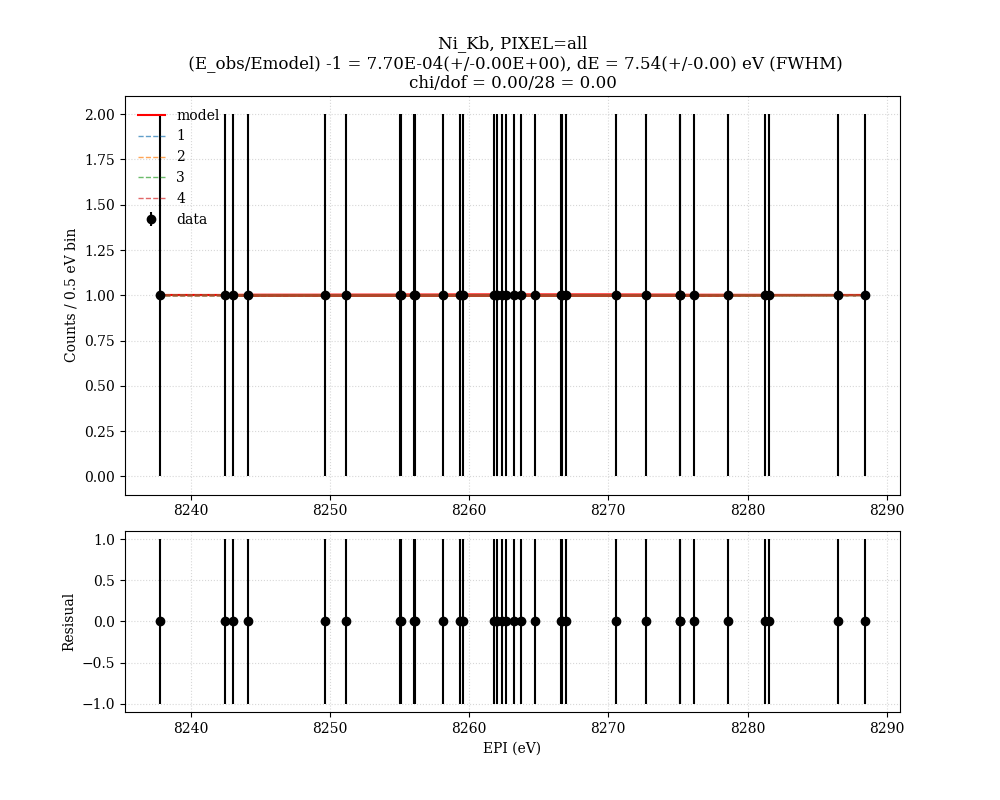 Ni_Kb, PIXEL=all
(E_obs/Emodel) -1 = 7.70E-04(+/-0.00E+00), dE = 7.54(+/-0.00) eV (FWHM)
chi/dof = 0.00/28 = 0.00
2.00
1.75
1.50
1.25
1.00
0.75
0.50
0.25
0.00
Counts / 0.5 eV bin
model
1
2
3
4
data
8240 8250 8260 8270 8280 8290
1.0
0.5
0.0
−0.5
−1.0
Resisual
8240 8250 8260 8270 8280 8290
EPI (eV)